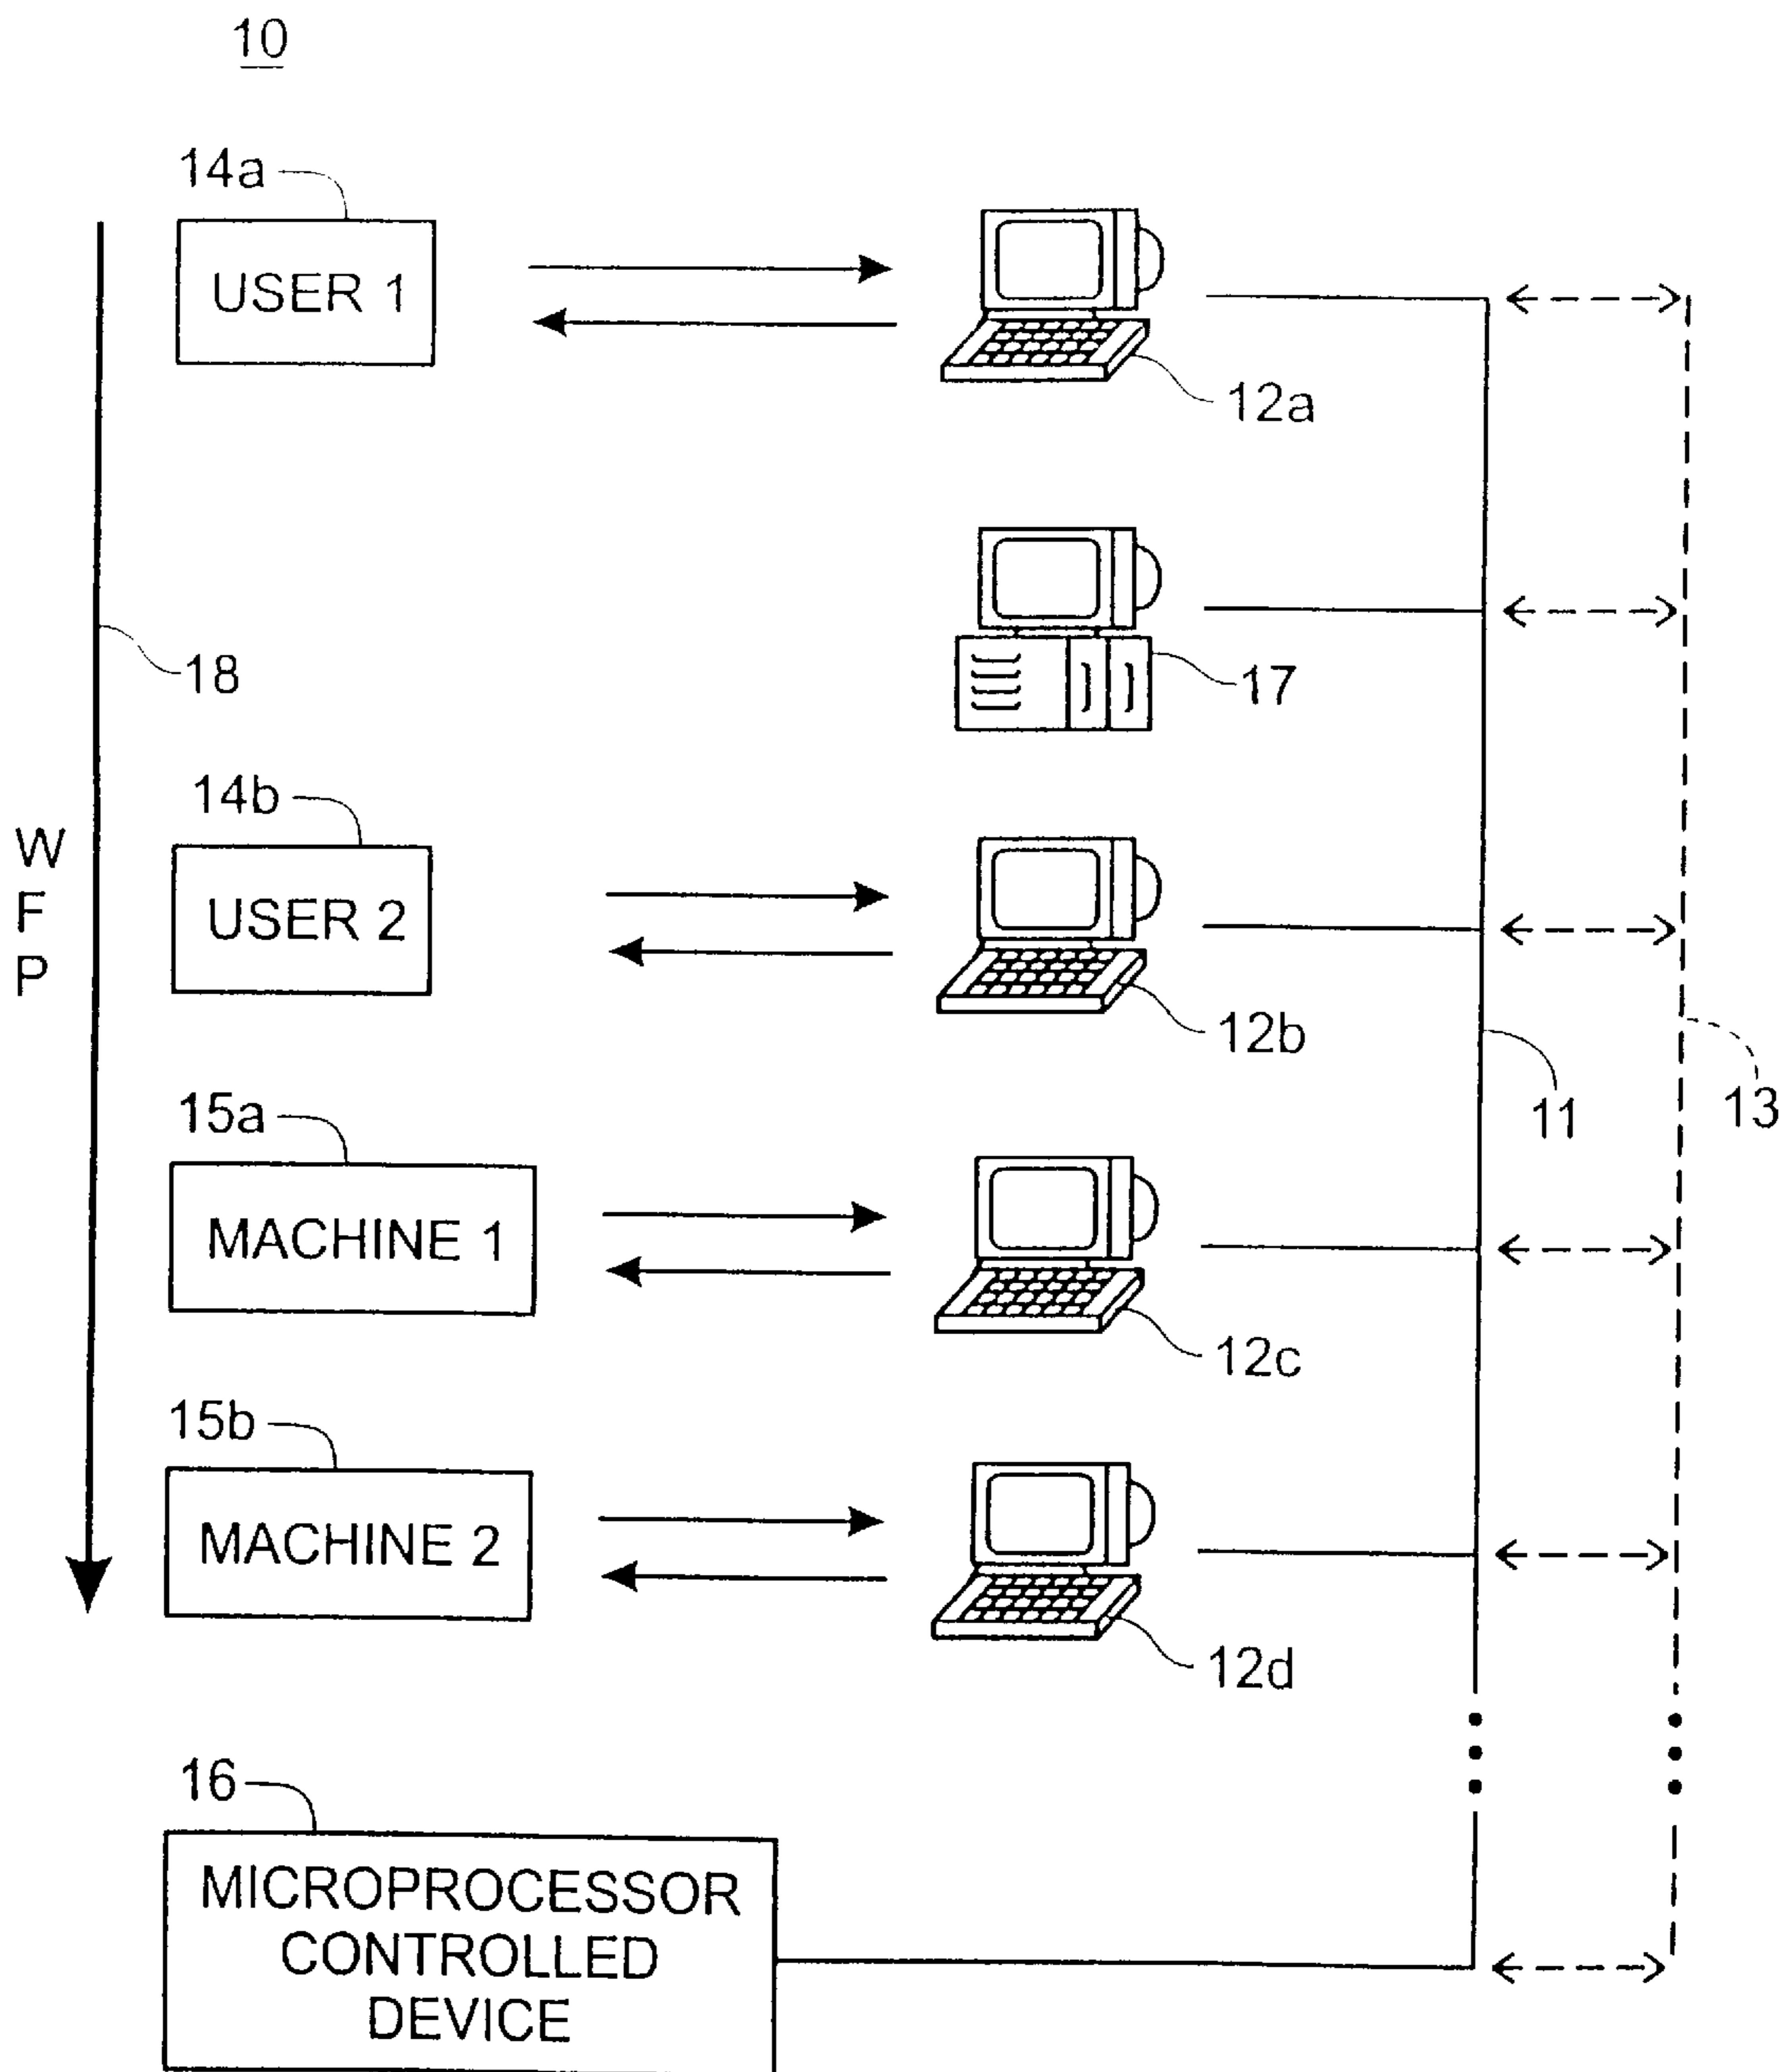 10
14a
USER 1
12a
18
17
14b
W
F
P
USER 2
12b
11
13
15a
MACHINE 1
12c
15b
MACHINE 2
12d
16
MICROPROCESSOR
CONTROLLED
DEVICE